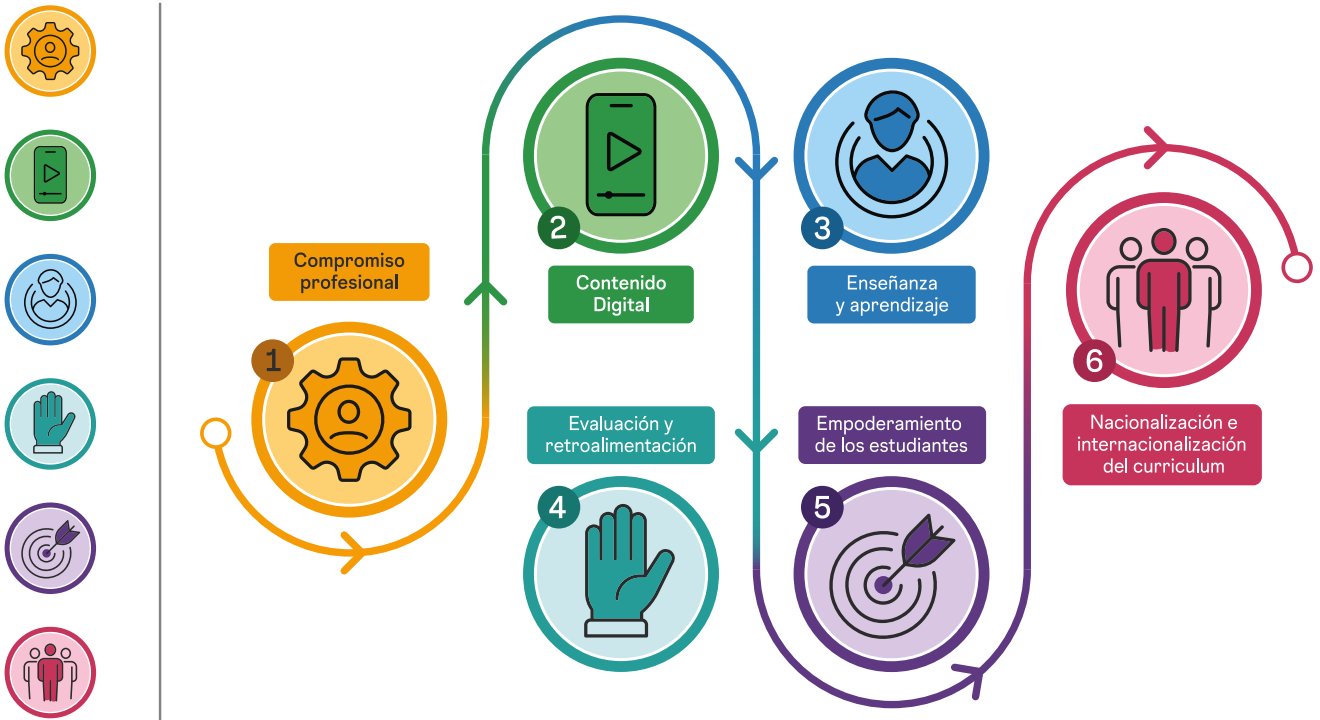 1
Compromiso
profesional
2
Contenido
Digital
3
Enseñanza
y aprendizaje
4
Evaluación y
retroalimentación
5
Empoderamiento
de los estudiantes
6
Nacionalización e
internacionalización
del curriculum